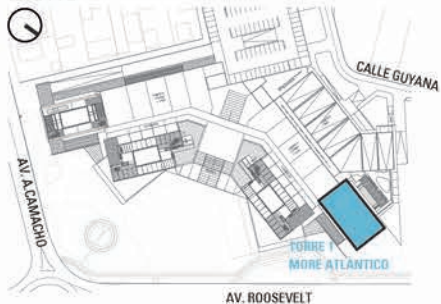 CALLE GUYANA
AV. A.CAMACHO
TORRE 1
MORE ATLANTICO
AV. ROOSEVELT